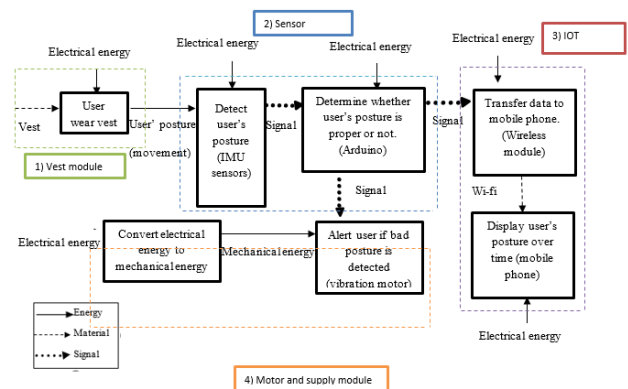 2) Sensor
3) IOT
Electrical energy
Electrical energy
Electrical energy
Electrical energy
User
wear vest
Vest
User' posture
(movement)
1) Vest module
Detect
user's
posture
(IMU
sensors)
Signal
Determine whether
user's posture is
proper or not.
(Arduino)
Signal
Transfer data to
mobile phone.
(Wireless
module)
Signal
Wi-fi
Electrical energy
Convert electrical
energy to
mechanical energy
Mechanical energy
Alert user if bad
posture is
detected
(vibration motor)
Display user's
posture over
time (mobile
phone)
Electrical energy
Energy
Material
Signal
4) Motor and supply module